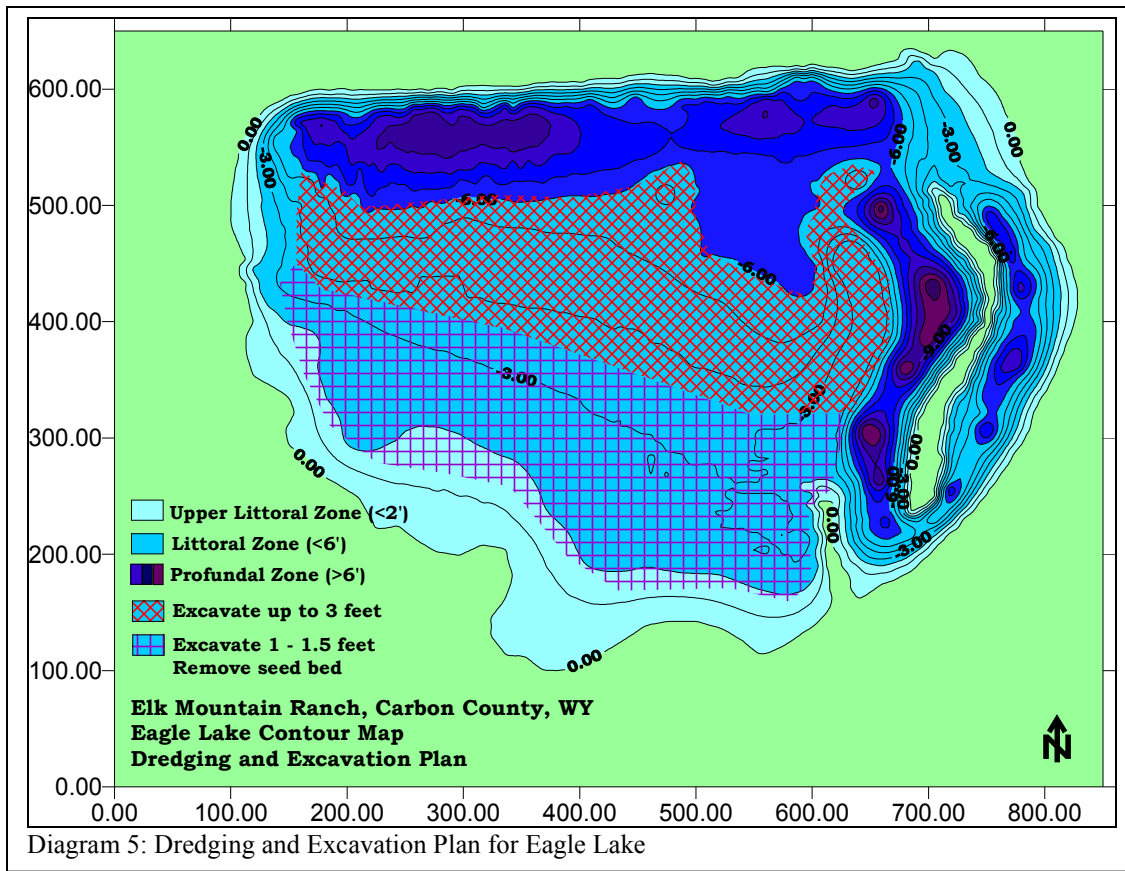 600.00
500.00
400.00
300.00
200.00
100.00
0.00
0.00 100.00 200.00 300.00 400.00 500.00 600.00 700.00 800.00
0.00
-3.00
-6.00
-6.00
-3.00
0.00
-6.00
-6.00
-9.00
-3.00
-3.00
0.00
0.00
-6.00
-3.00
0.00
-3.00
0.00
Upper Littoral Zone (<2')
Littoral Zone (<6')
Profundal Zone (>6')
Excavate up to 3 feet
Excavate 1 - 1.5 feet
Remove seed bed
Elk Mountain Ranch, Carbon County, WY
Eagle Lake Contour Map
Dredging and Excavation Plan
N
Diagram 5: Dredging and Excavation Plan for Eagle Lake